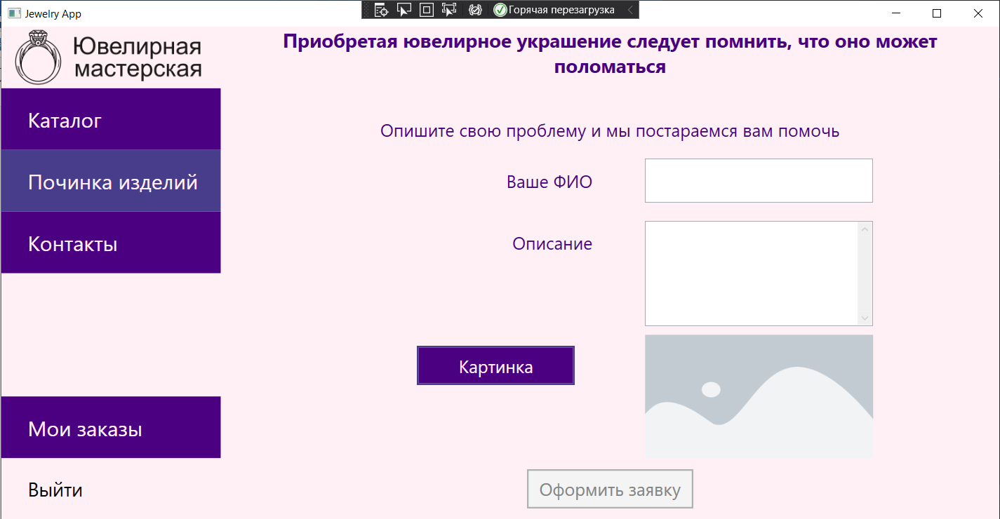 Jewelry App
Горячая перезагрузка
Ювелирная
мастерская
Приобретая ювелирное украшение следует помнить, что оно может
поломаться
Каталог
Починка изделий
Контакты
Мои заказы
Выйти
Опишите свою проблему и мы постараемся вам помочь
Ваше ФИО
Описание
Картинка
Оформить заявку